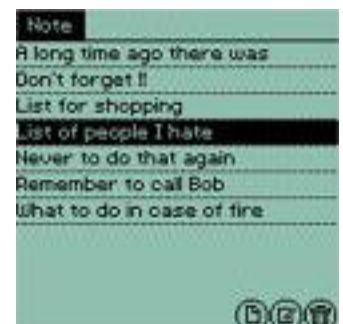 Note
A long time ago there was
Don't forget !!
List for shopping
List of people I hate
Never to do that again
Remember to call Bob
What to do in case of fire